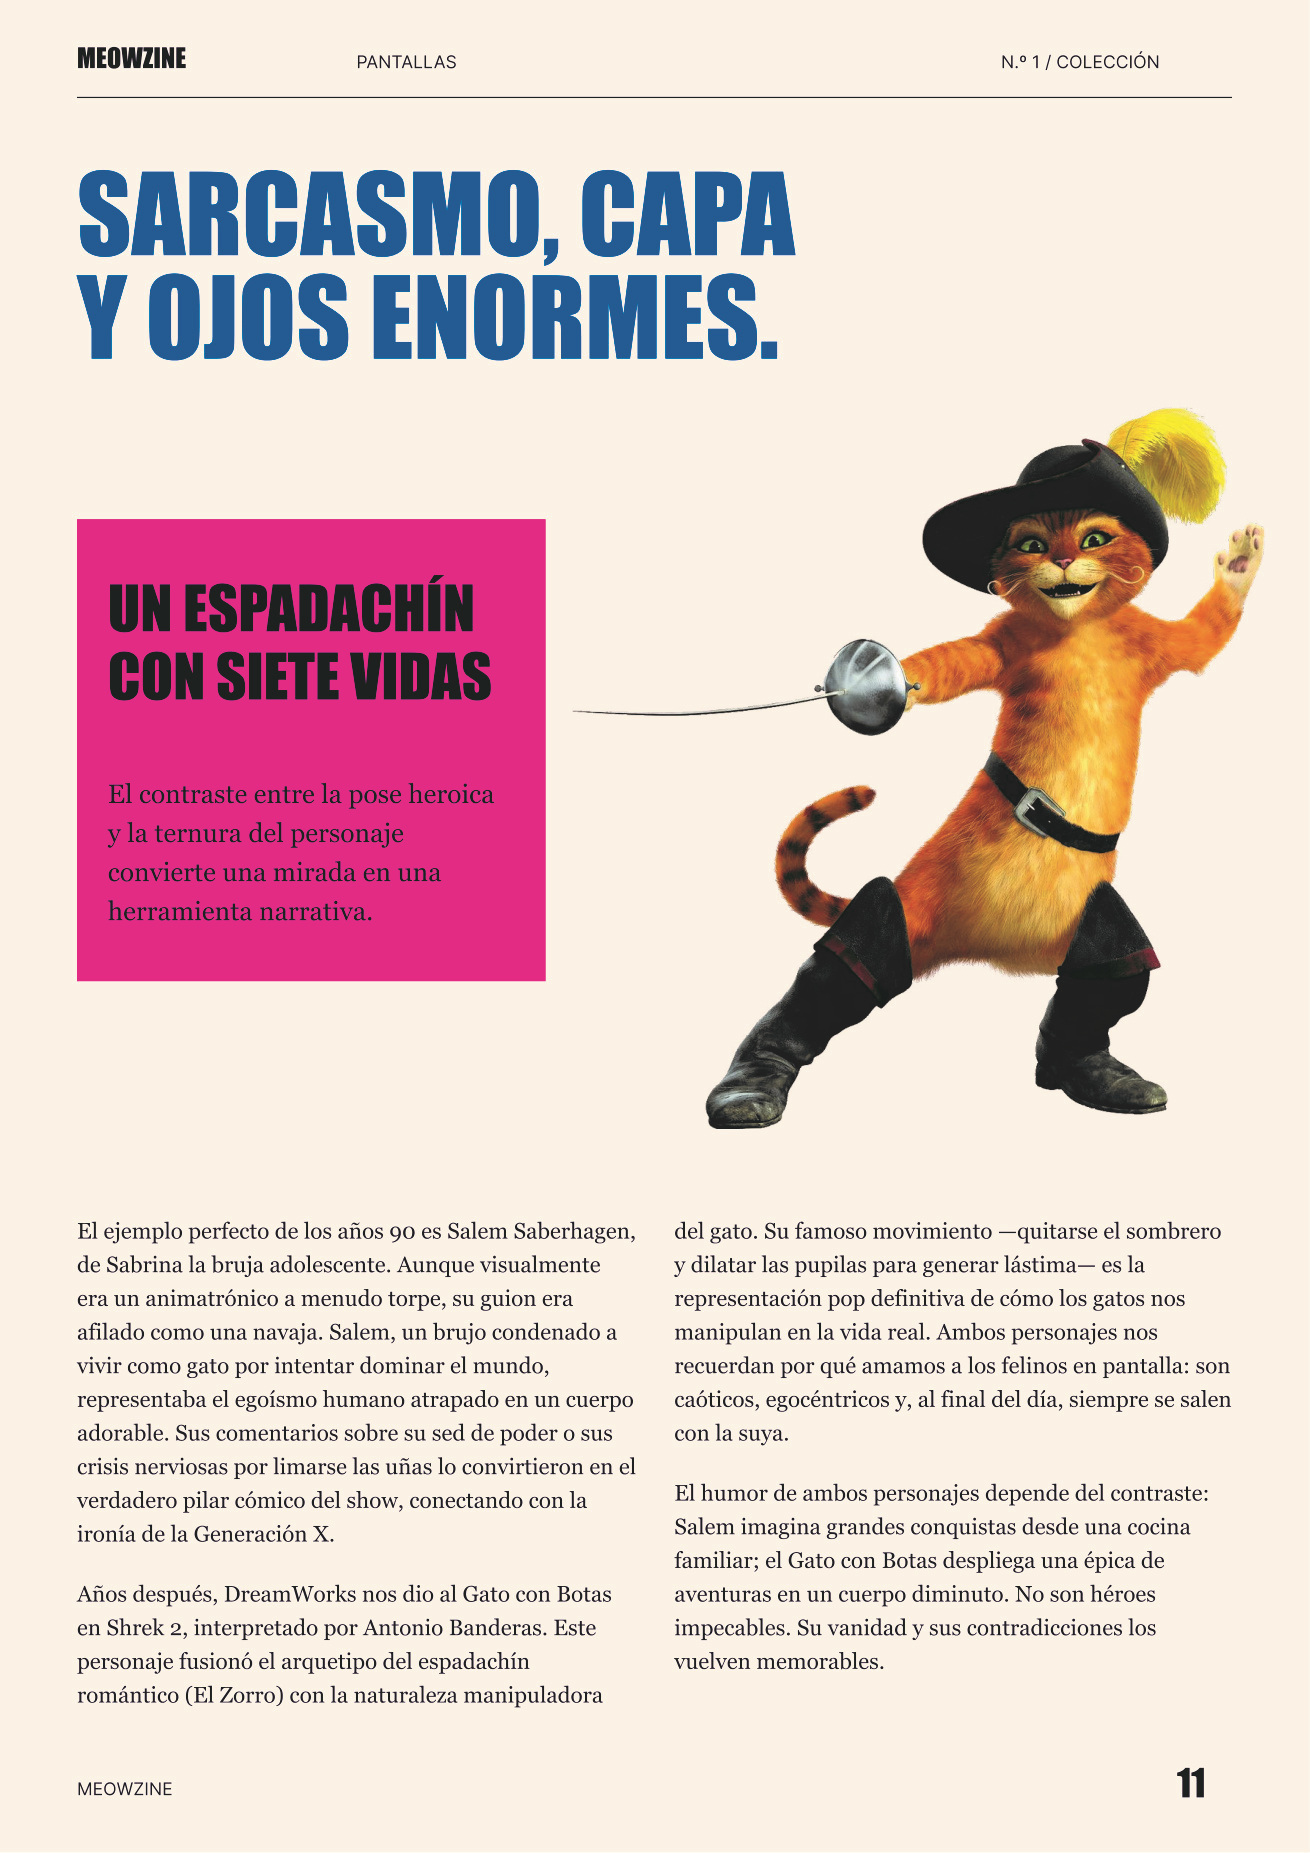 MEOWZINE
PANTALLAS
N.º 1 / COLECCIÓN
SARCASMO, CAPA
Y OJOS ENORMES.
UN ESPADACHÍN
CON SIETE VIDAS
El contraste entre la pose heroica
y la ternura del personaje
convierte una mirada en una
herramienta narrativa.
El ejemplo perfecto de los años 90 es Salem Saberhagen,
de Sabrina la bruja adolescente. Aunque visualmente
era un animatrónico a menudo torpe, su guion era
afilado como una navaja. Salem, un brujo condenado a
vivir como gato por intentar dominar el mundo,
representaba el egoísmo humano atrapado en un cuerpo
adorable. Sus comentarios sobre su sed de poder o sus
crisis nerviosas por limarse las uñas lo convirtieron en el
verdadero pilar cómico del show, conectando con la
ironía de la Generación X.
Años después, DreamWorks nos dio al Gato con Botas
en Shrek 2, interpretado por Antonio Banderas. Este
personaje fusionó el arquetipo del espadachín
romántico (El Zorro) con la naturaleza manipuladora
del gato. Su famoso movimiento —quitarse el sombrero
y dilatar las pupilas para generar lástima— es la
representación pop definitiva de cómo los gatos nos
manipulan en la vida real. Ambos personajes nos
recuerdan por qué amamos a los felinos en pantalla: son
caóticos, egocéntricos y, al final del día, siempre se salen
con la suya.
El humor de ambos personajes depende del contraste:
Salem imagina grandes conquistas desde una cocina
familiar; el Gato con Botas despliega una épica de
aventuras en un cuerpo diminuto. No son héroes
impecables. Su vanidad y sus contradicciones los
vuelven memorables.
MEOWZINE
11